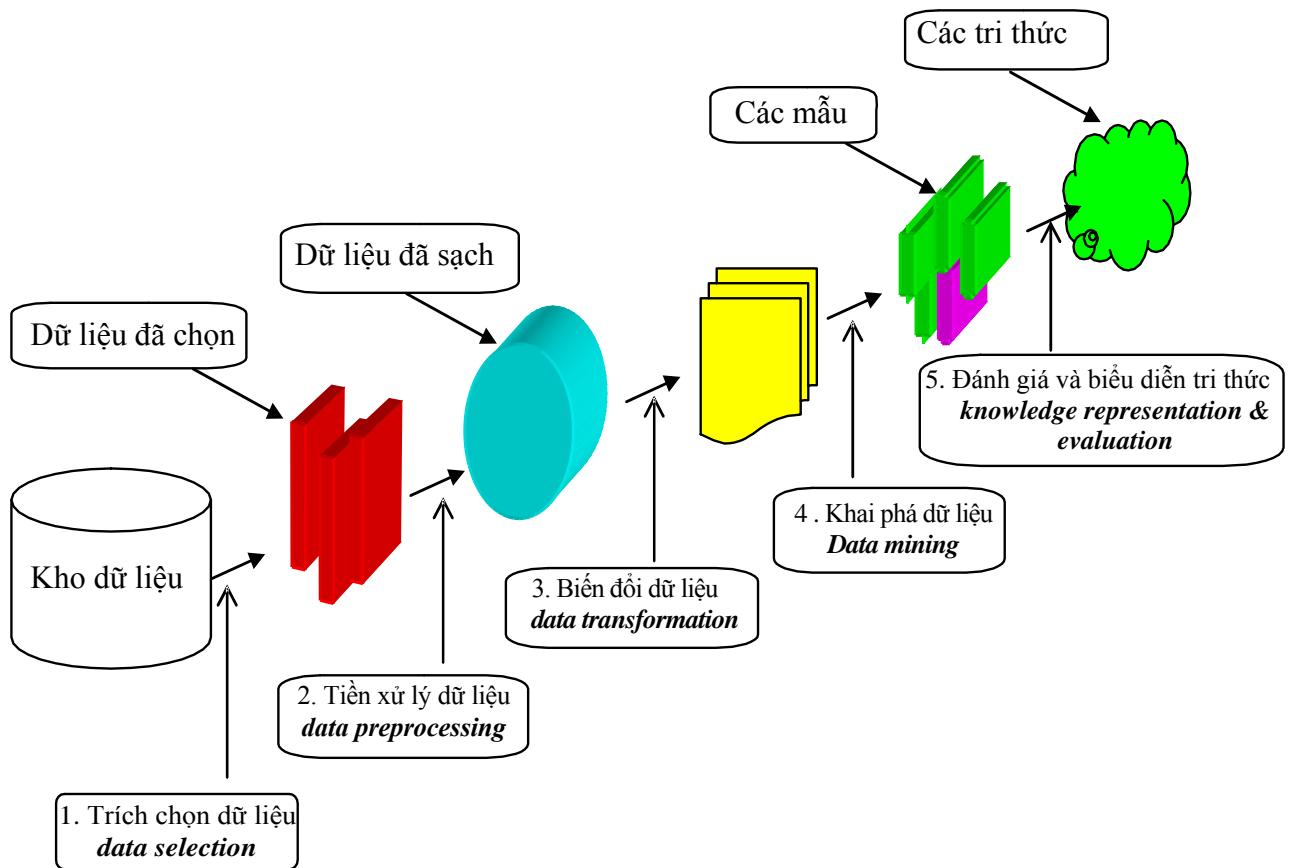 Các tri thức
Các mẫu
Dữ liệu đã sạch
Dữ liệu đã chọn
Kho dữ liệu
5. Đánh giá và biểu diễn tri thức
knowledge representation &
evaluation
4 . Khai phá dữ liệu
Data mining
3. Biến đổi dữ liệu
data transformation
2. Tiền xử lý dữ liệu
data preprocessing
1. Trích chọn dữ liệu
data selection